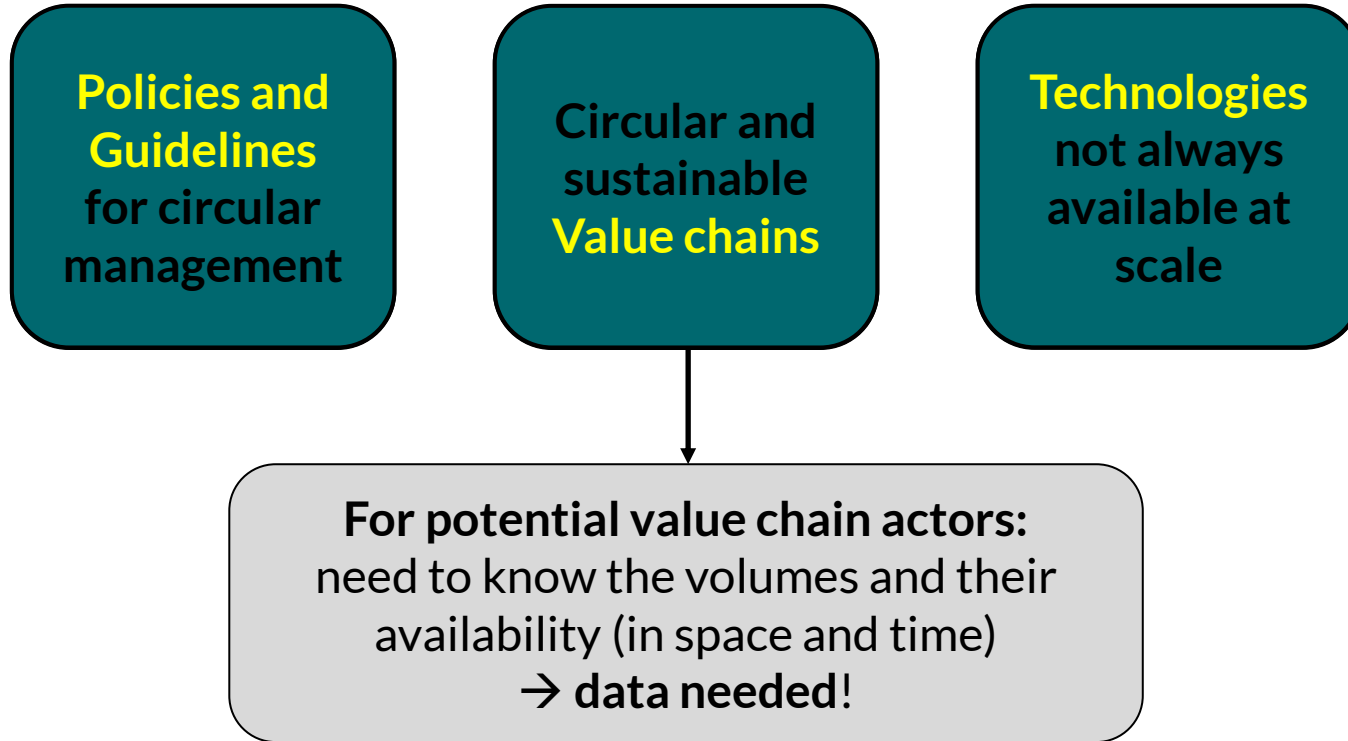 Policies and
Guidelines
for circular
management
Circular and
sustainable
Value chains
Technologies
not always
available at
scale
For potential value chain actors:
need to know the volumes and their
availability (in space and time)
→ data needed!